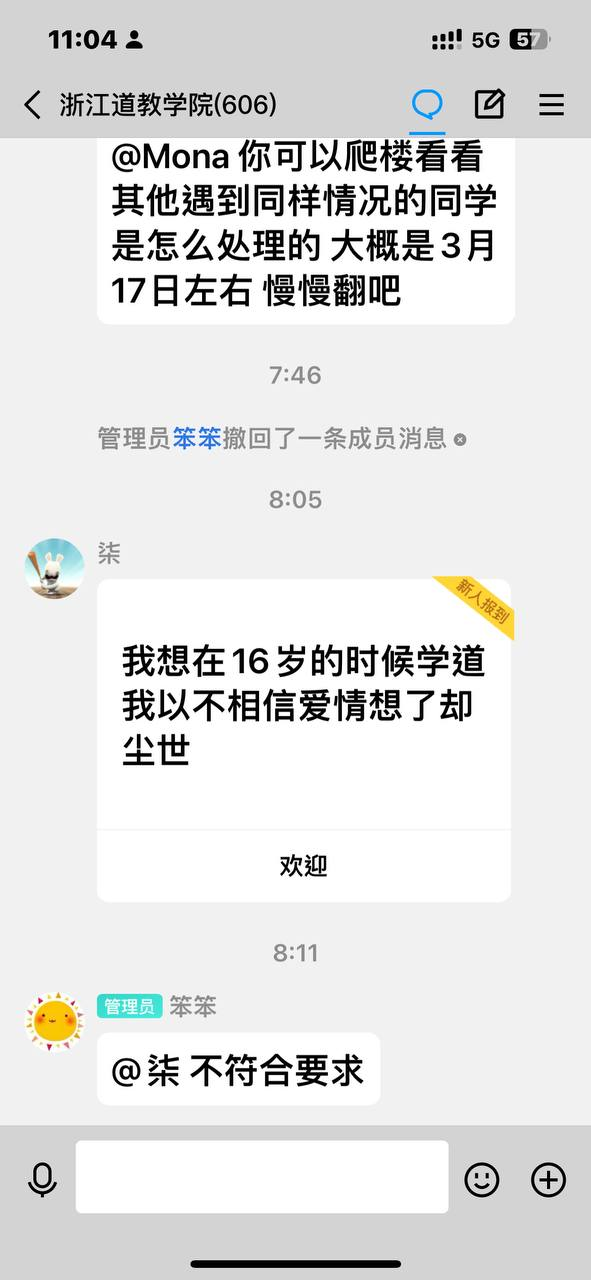 11:04
5G
57
浙江道教学院(606)
@Mona 你可以爬楼看看
其他遇到同样情况的同学
是怎么处理的 大概是3月
17日左右 慢慢翻吧
7:46
管理员笨笨撤回了一条成员消息
8:05
柒
新人报到
我想在16岁的时候学道
我以不相信爱情想了却
尘世
欢迎
8:11
管理员 笨笨
@柒 不符合要求